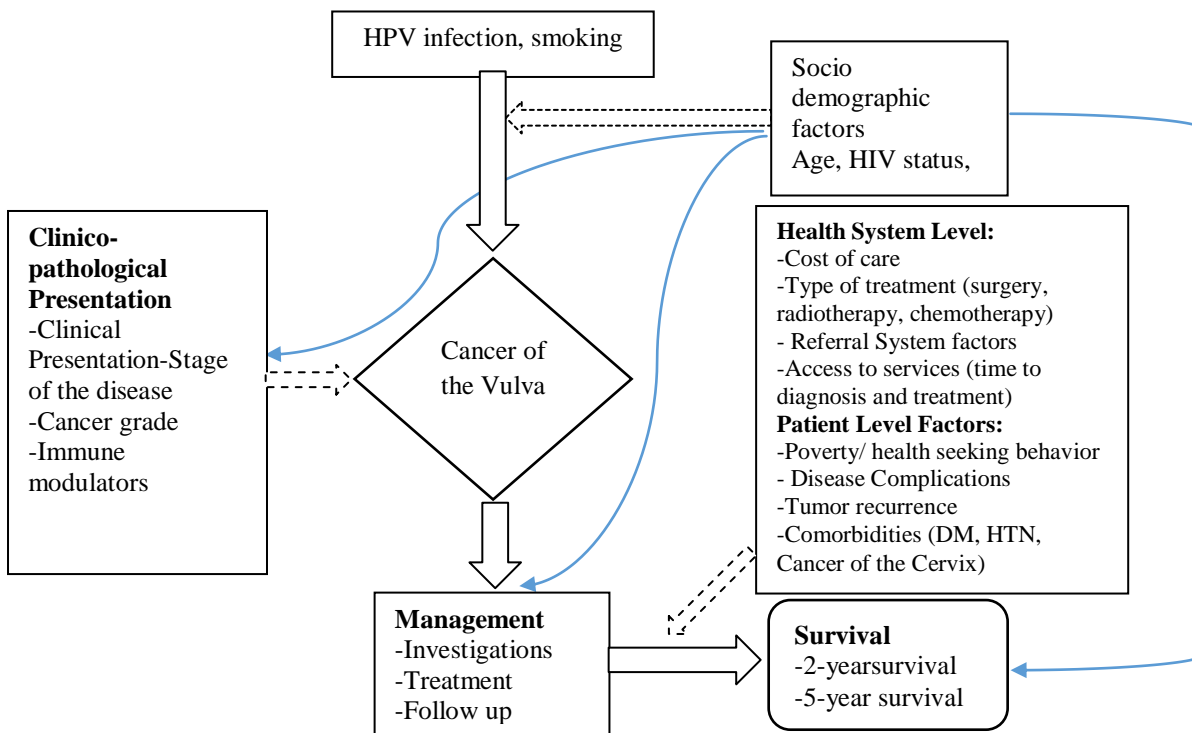 HPV infection, smoking
Socio
demographic
factors
Age, HIV status,
Clinico-
pathological
Presentation
-Clinical
Presentation-Stage
of the disease
-Cancer grade
-Immune
modulators
Cancer of
the Vulva
Health System Level:
-Cost of care
-Type of treatment (surgery,
radiotherapy, chemotherapy)
- Referral System factors
-Access to services (time to
diagnosis and treatment)
Patient Level Factors:
-Poverty/ health seeking behavior
- Disease Complications
-Tumor recurrence
-Comorbidities (DM, HTN,
Cancer of the Cervix)
Management
-Investigations
-Treatment
-Follow up
Survival
-2-yearsurvival
-5-year survival